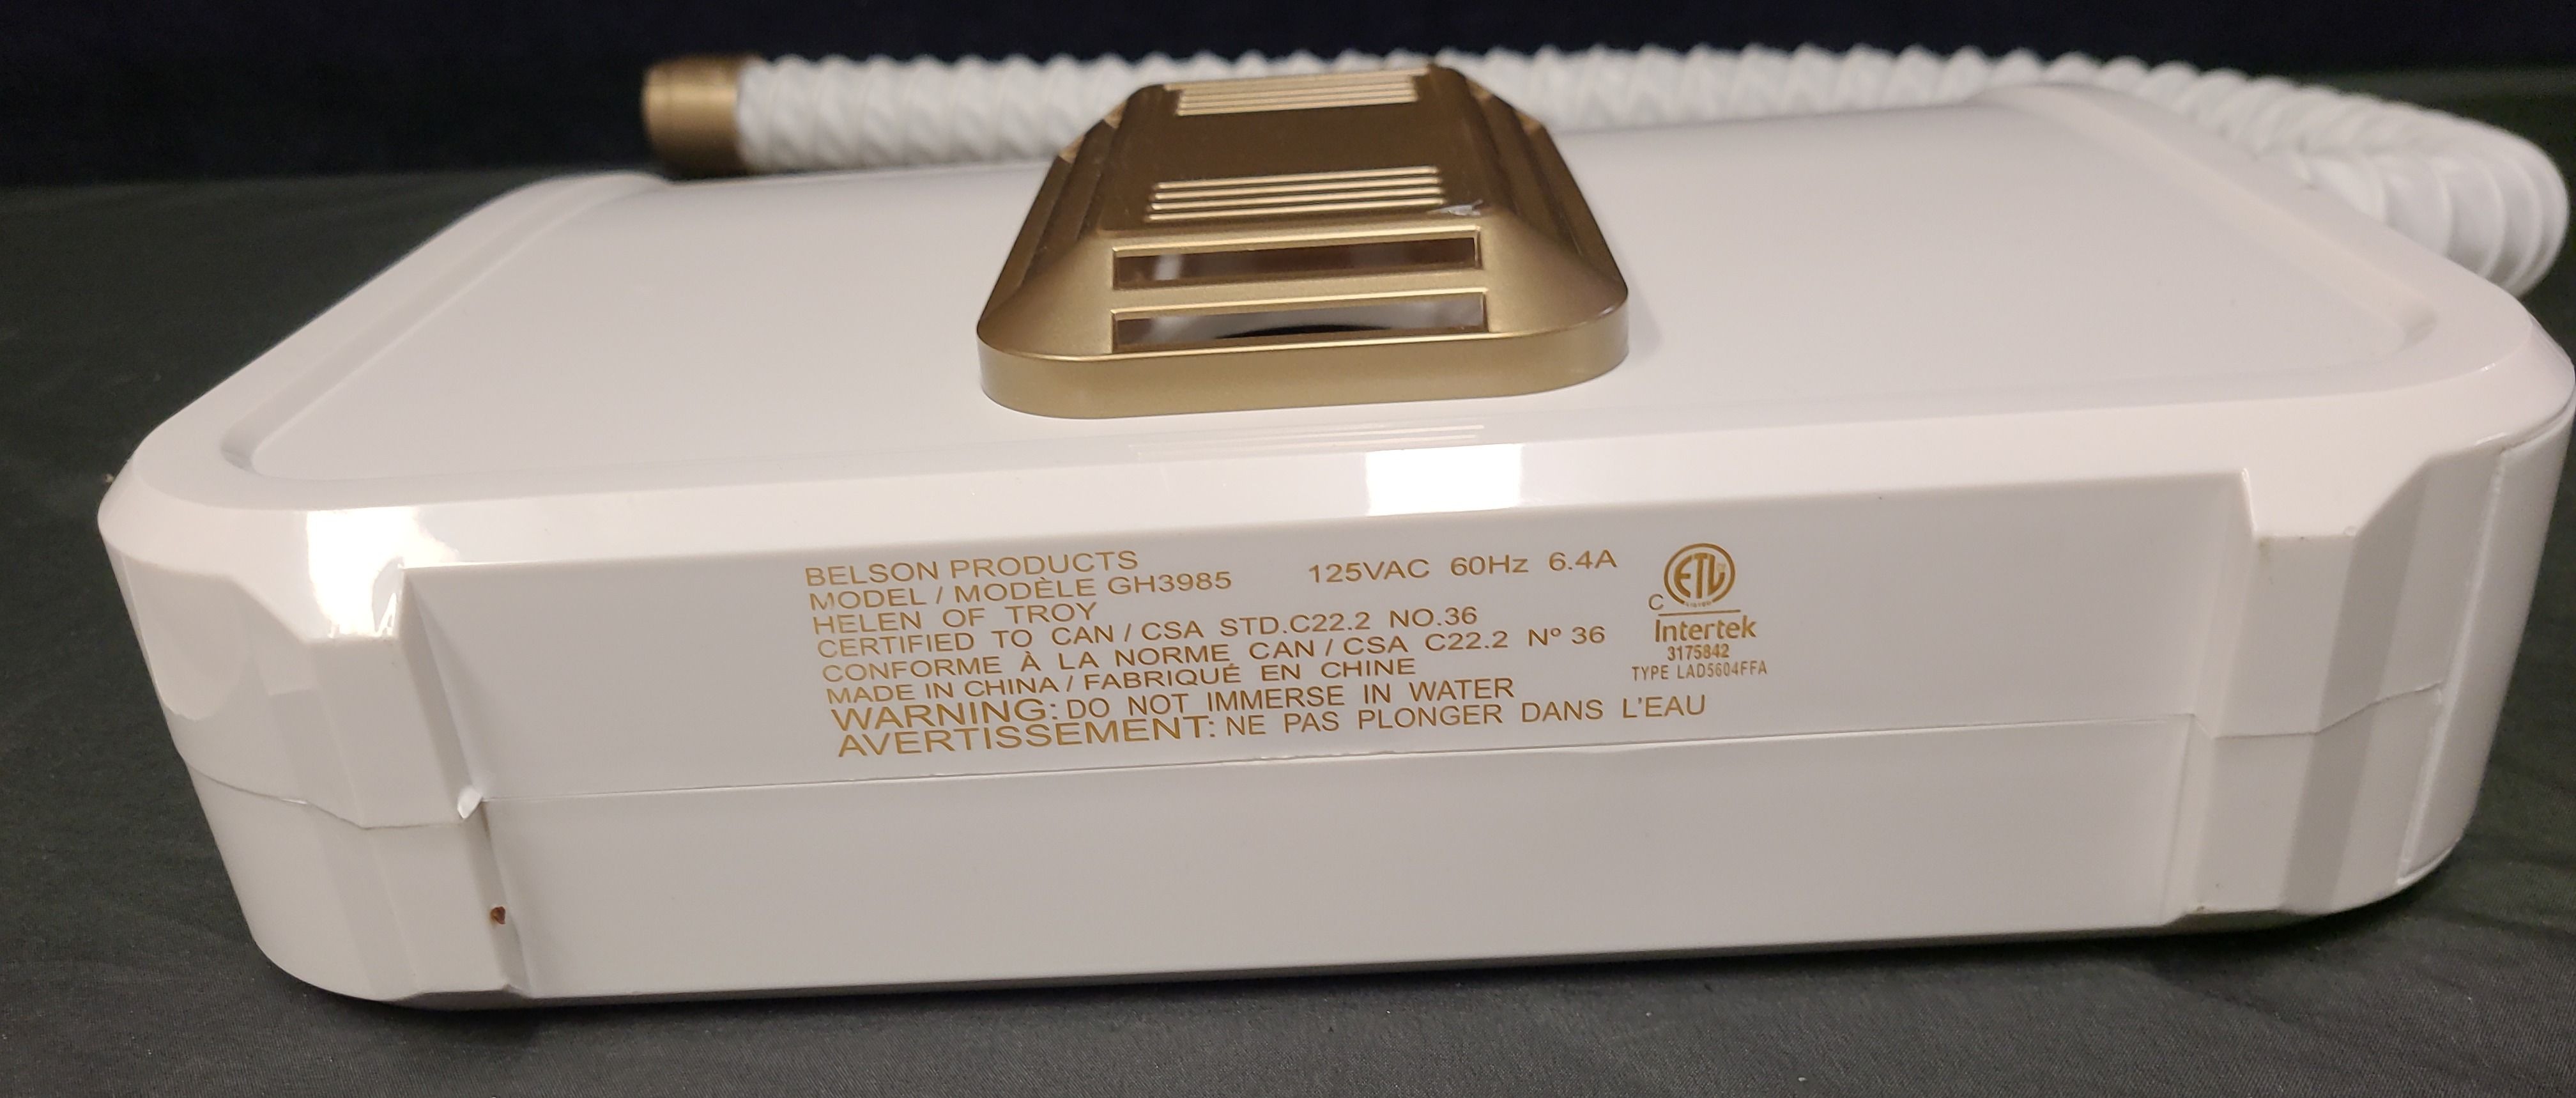 BELSON PRODUCTS
MODEL / MODÈLE GH3985
HELEN OF TROY
CERTIFIED TO CAN / CSA STD.C22.2 NO.36
CONFORME À LA NORME CAN / CSA C22.2 Nº 36
MADE IN CHINA / FABRIQUÉ EN CHINE
WARNING: DO NOT IMMERSE IN WATER
AVERTISSEMENT: NE PAS PLONGER DANS L'EAU
125VAC 60Hz 6.4A
ETL
C
LISTED
Intertek
3175842
TYPE LAD5604FFA